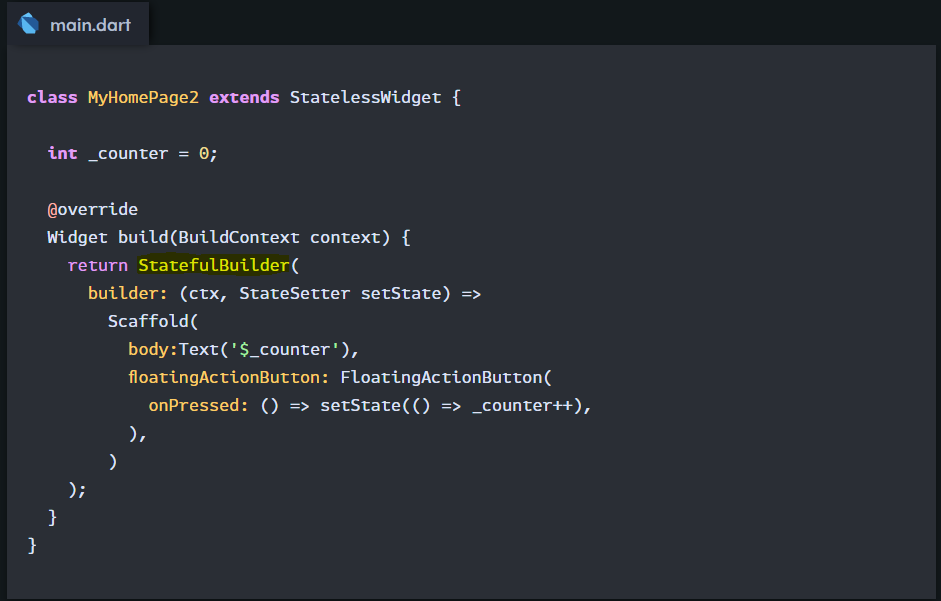 main.dart
class MyHomePage2 extends StatelessWidget {
int _counter = 0;
@override
Widget build(BuildContext context) {
return StatefulBuilder(
builder: (ctx, StateSetter setState) =>
Scaffold(
body:Text('$_counter'),
floatingActionButton: FloatingActionButton(
onPressed: () => setState(() => _counter++),
),
)
);
}
}